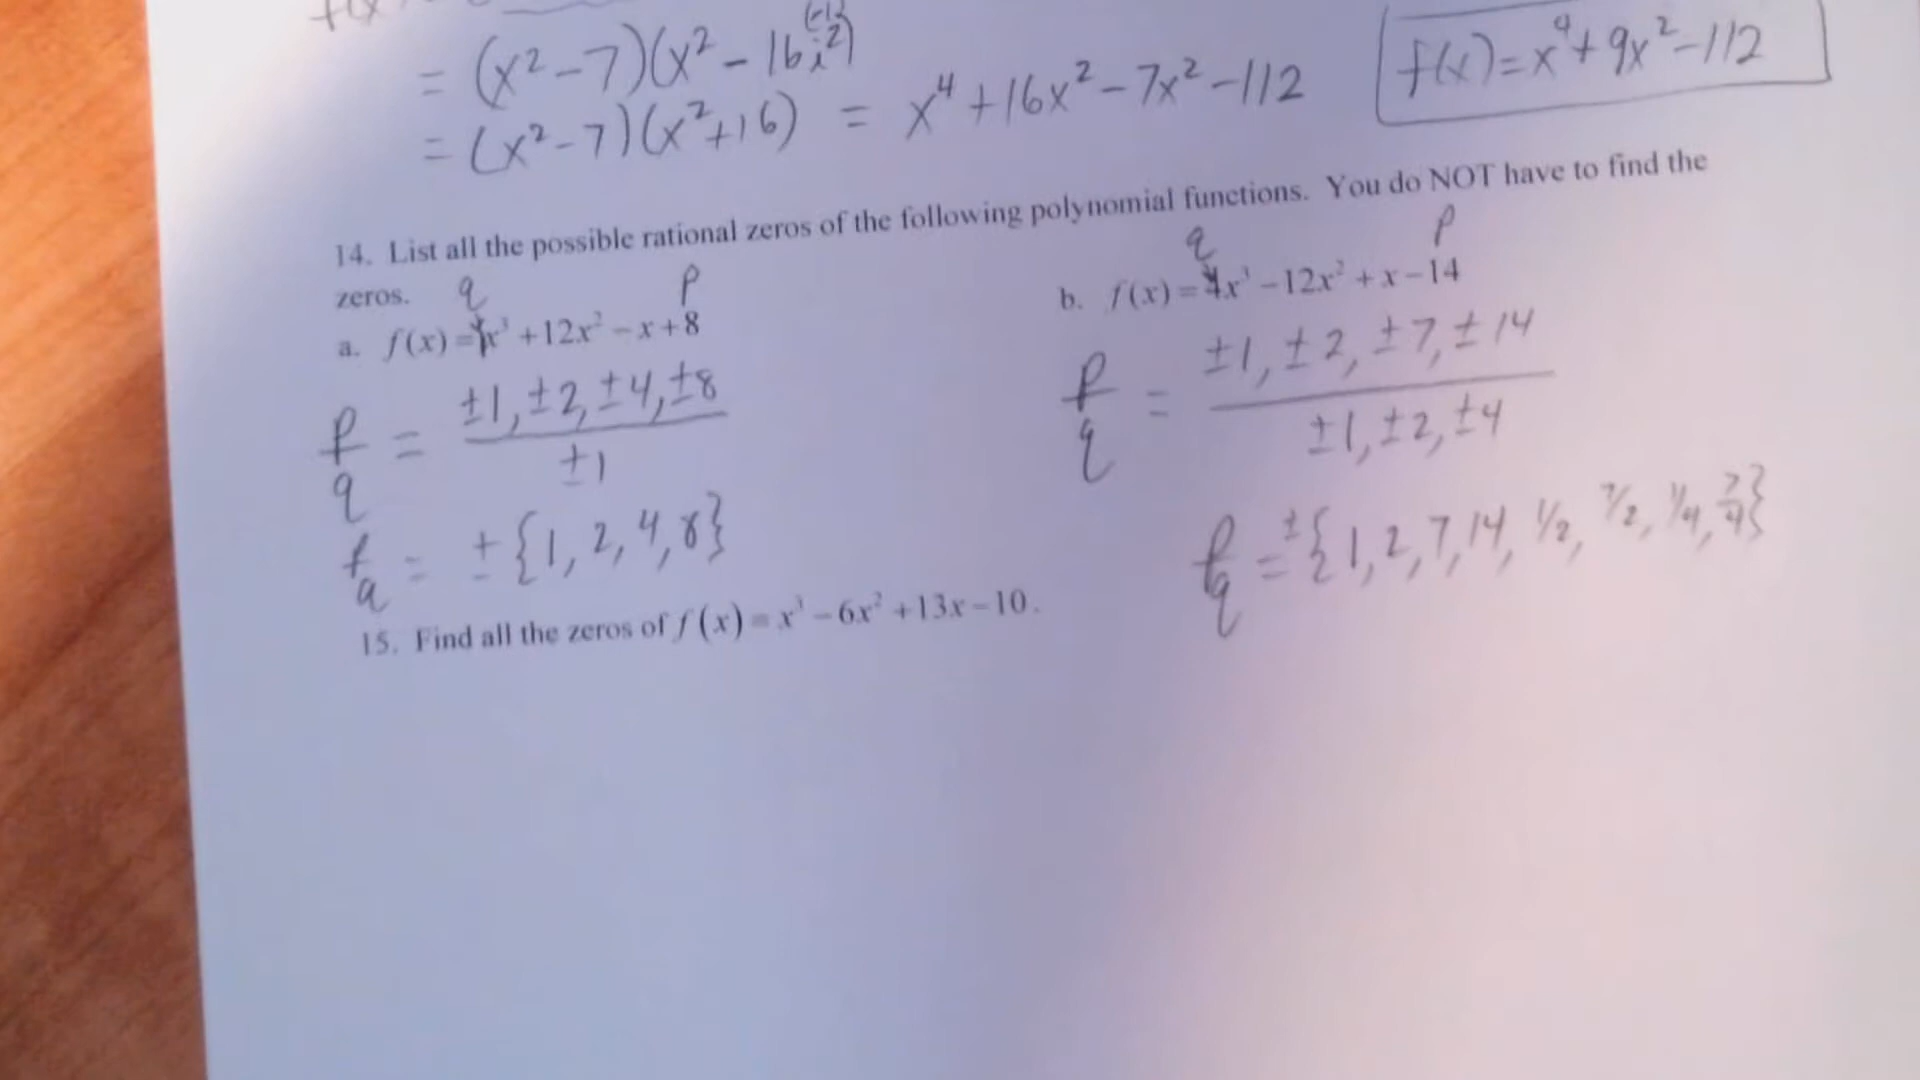 f(x)
= (x²-7)(x²-16i²) (-1)
= (x²-7)(x²+16) = x⁴+16x²-7x²-112
f(x)=x⁴+9x²-112
14. List all the possible rational zeros of the following polynomial functions. You do NOT have to find the
zeros.
q p
a. f(x)=1x³+12x²-x+8
p/q = ±1,±2,±4,±8 / ±1
p/q = ±{1,2,4,8}
q p
b. f(x)=4x³-12x²+x-14
p/q = ±1,±2,±7,±14 / ±1,±2,±4
p/q = ±{1,2,7,14,1/2,7/2,1/4,7/4}
15. Find all the zeros of f(x)=x³-6x²+13x-10.